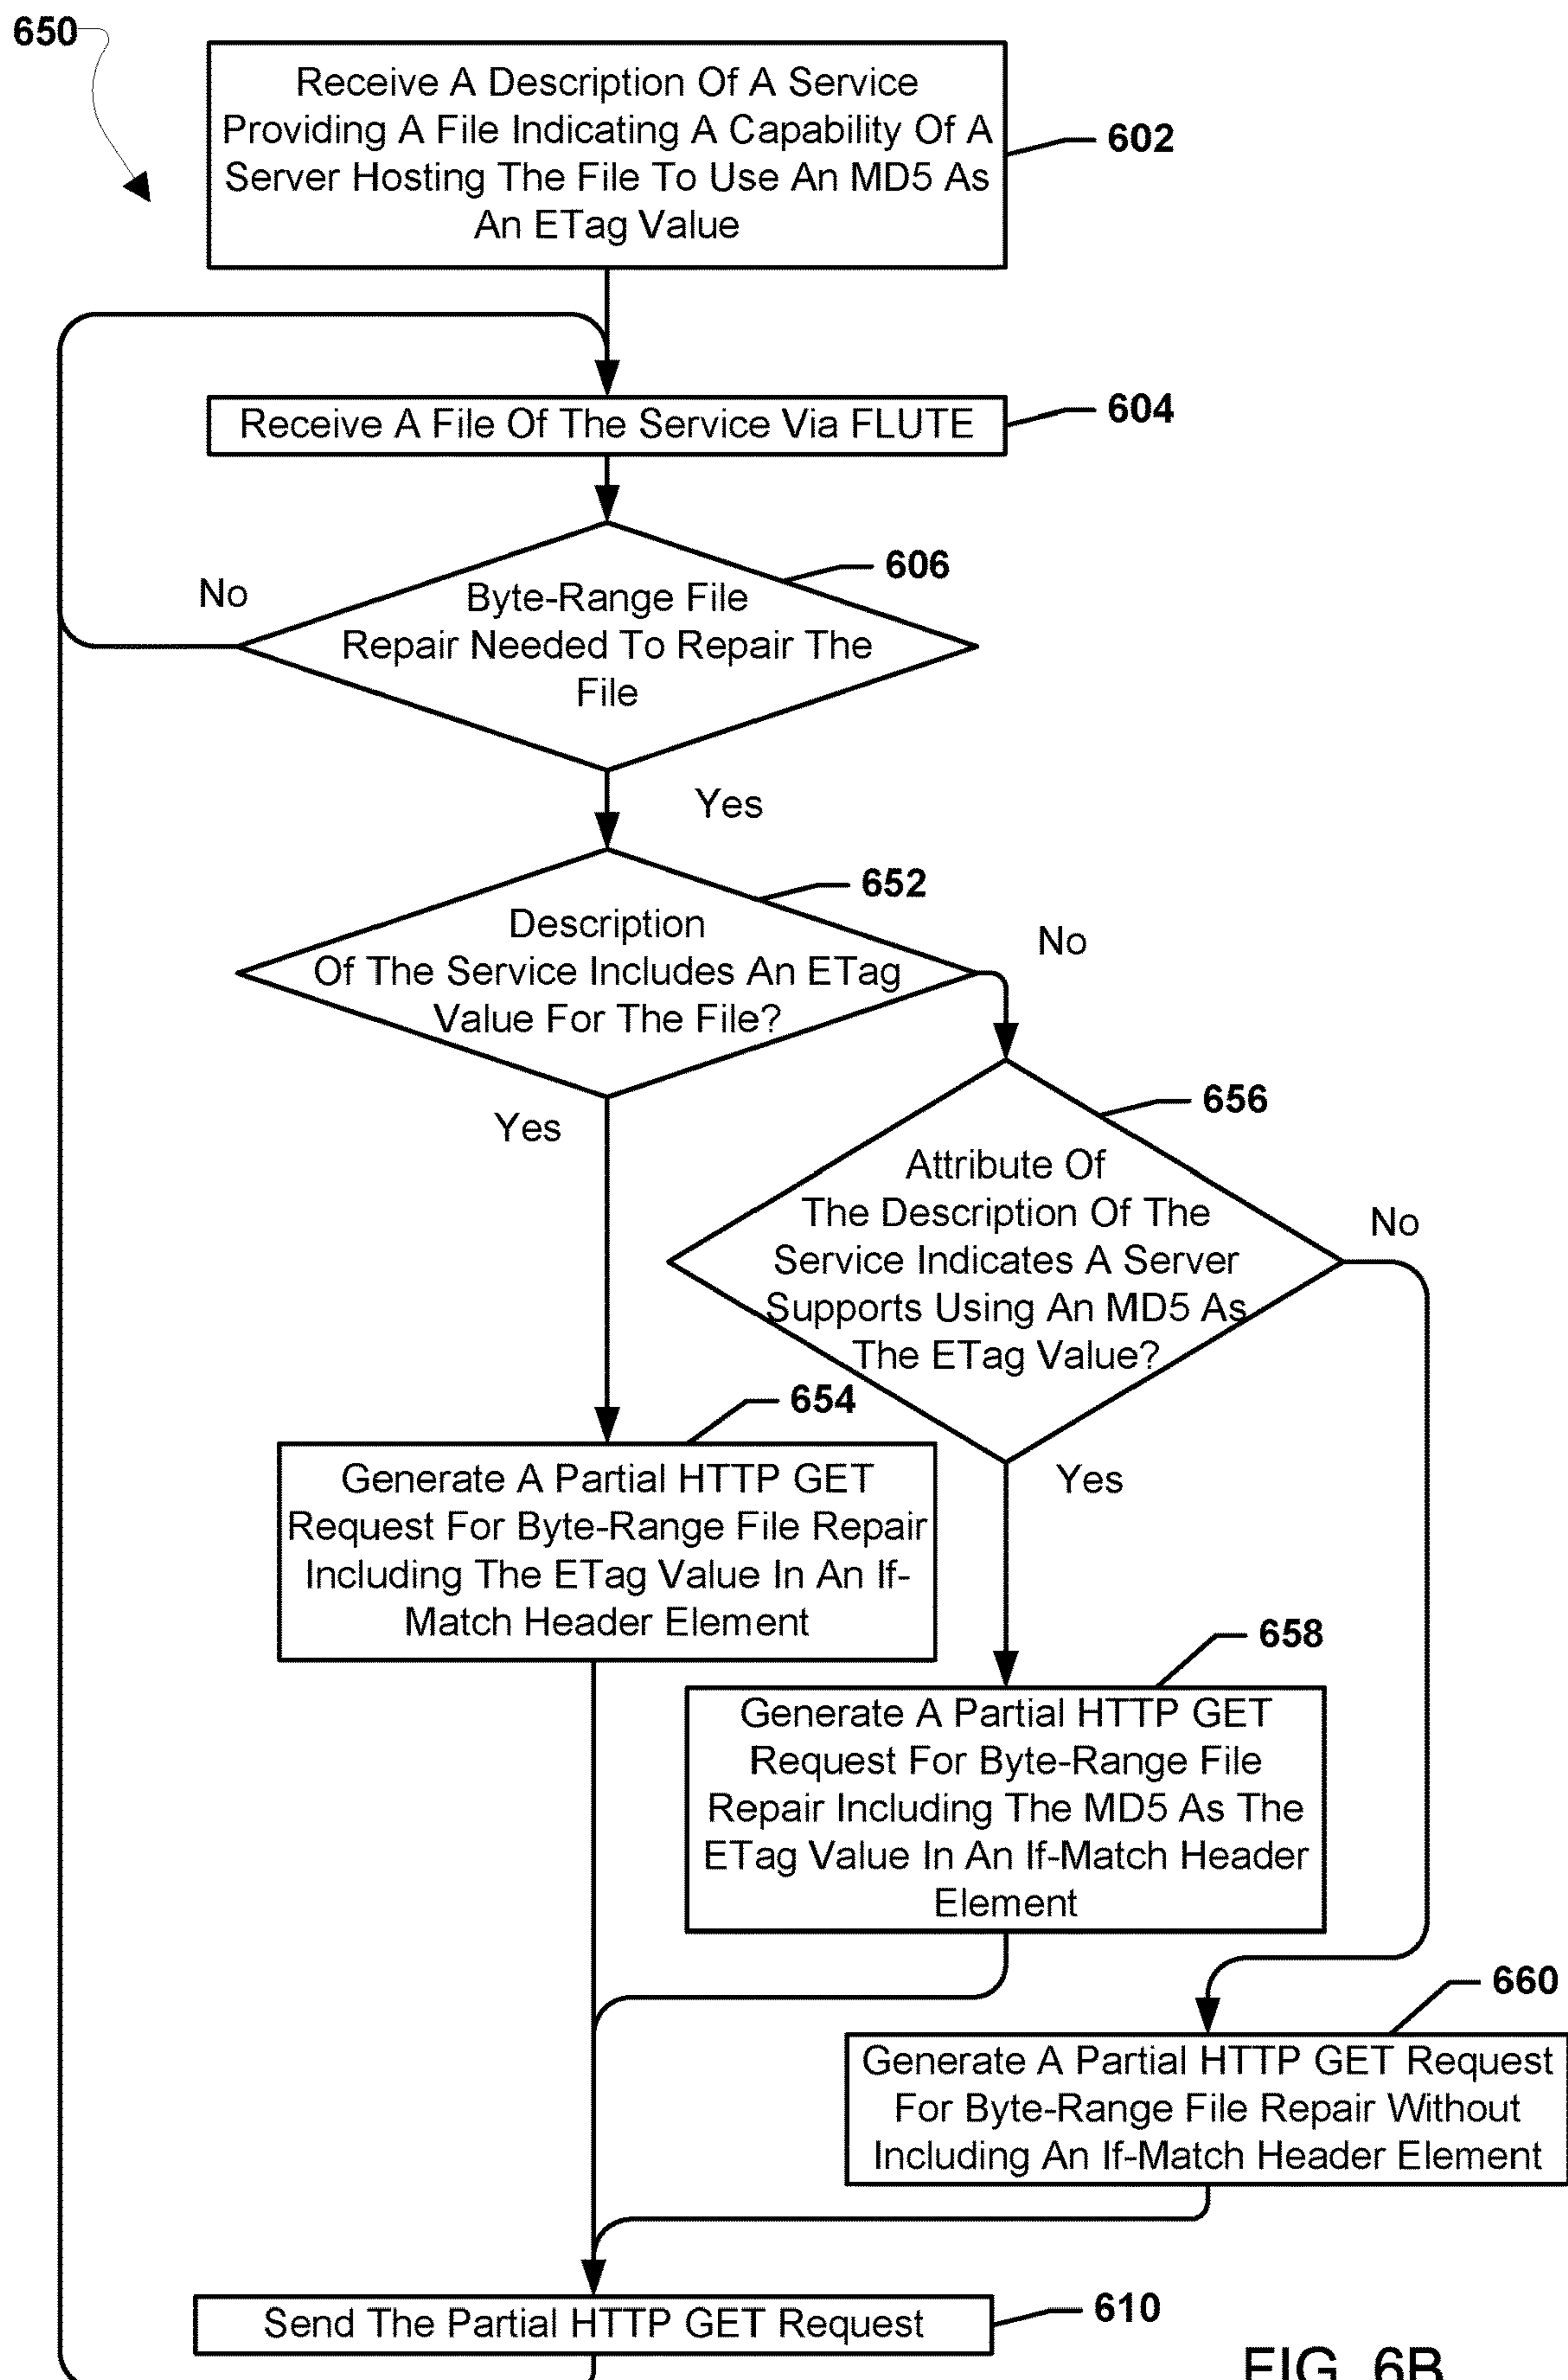 650
Receive A Description Of A Service
Providing A File Indicating A Capability Of A
Server Hosting The File To Use An MD5 As
An ETag Value
602
Receive A File Of The Service Via FLUTE
604
No
606
Byte-Range File
Repair Needed To Repair The
File
Yes
652
Description
Of The Service Includes An ETag
Value For The File?
No
Yes
656
Attribute Of
The Description Of The
Service Indicates A Server
Supports Using An MD5 As
The ETag Value?
No
654
Generate A Partial HTTP GET
Request For Byte-Range File Repair
Including The ETag Value In An If-
Match Header Element
Yes
658
Generate A Partial HTTP GET
Request For Byte-Range File
Repair Including The MD5 As The
ETag Value In An If-Match Header
Element
660
Generate A Partial HTTP GET Request
For Byte-Range File Repair Without
Including An If-Match Header Element
Send The Partial HTTP GET Request
610
FIG. 6B